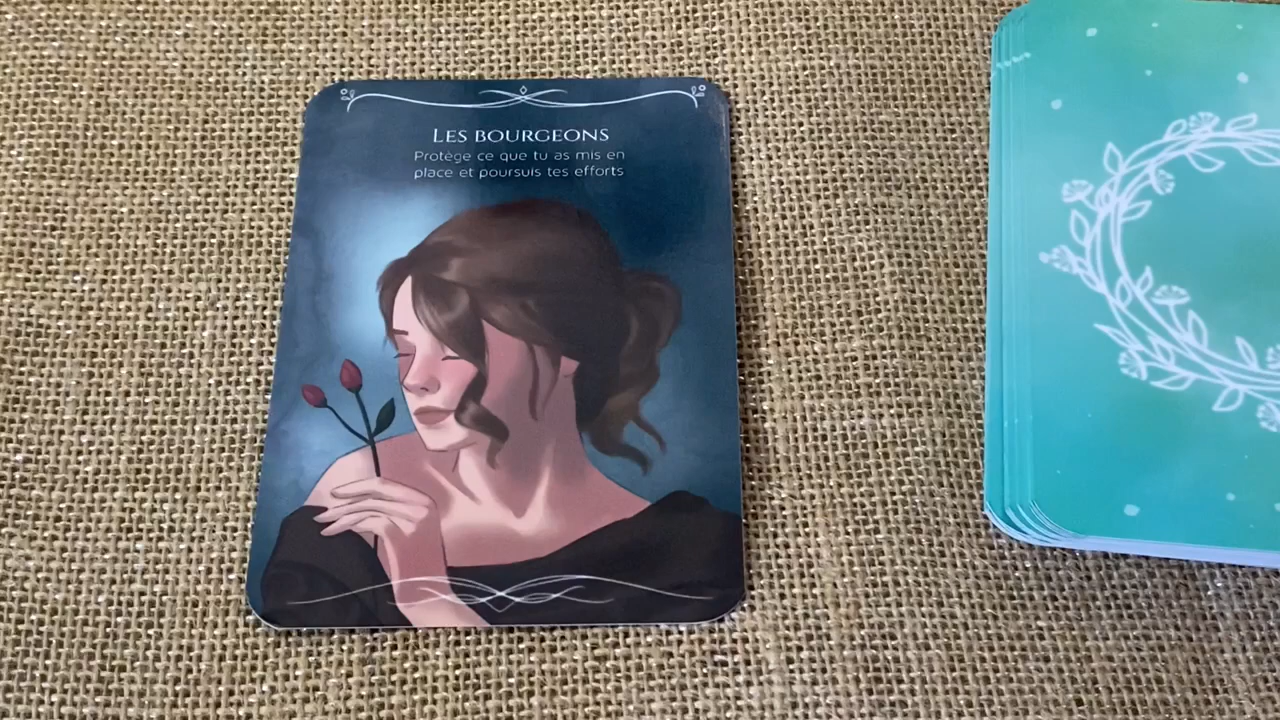 Les bourgeons
Protège ce que tu as mis en
place et poursuis tes efforts